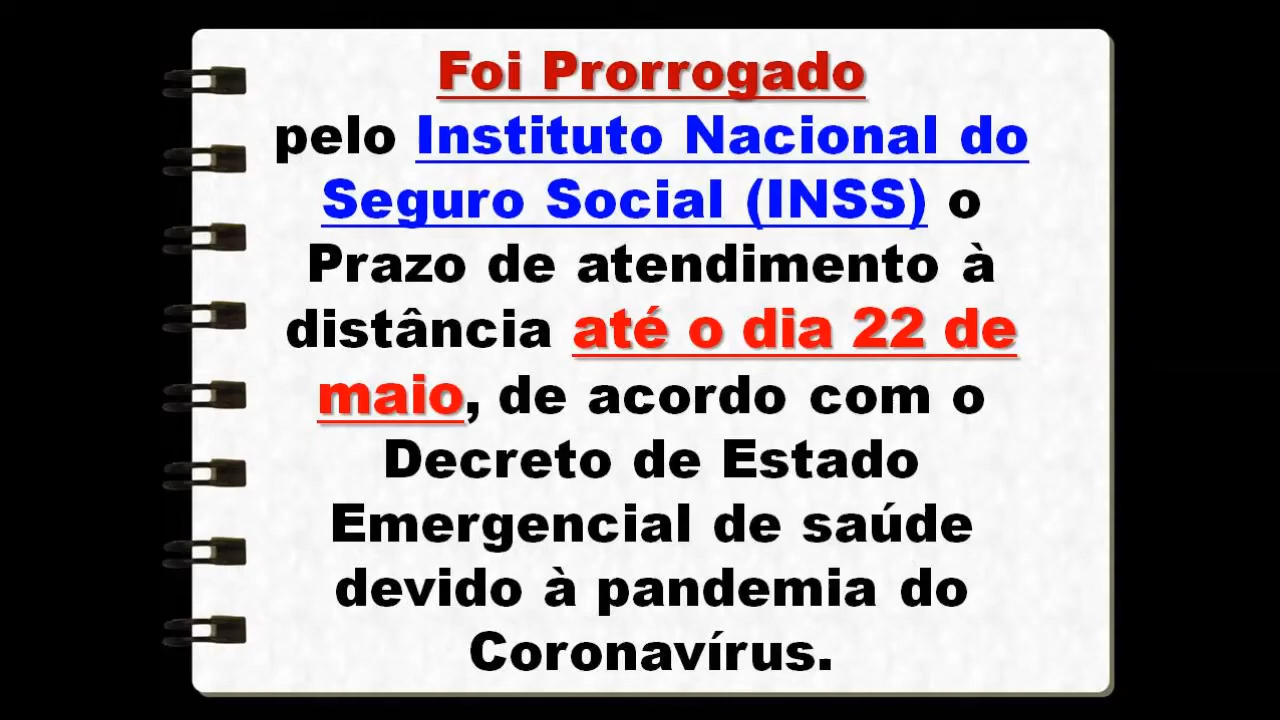 Foi Prorrogado
pelo Instituto Nacional do
Seguro Social (INSS) o
Prazo de atendimento à
distância até o dia 22 de
maio, de acordo com o
Decreto de Estado
Emergencial de saúde
devido à pandemia do
Coronavírus.